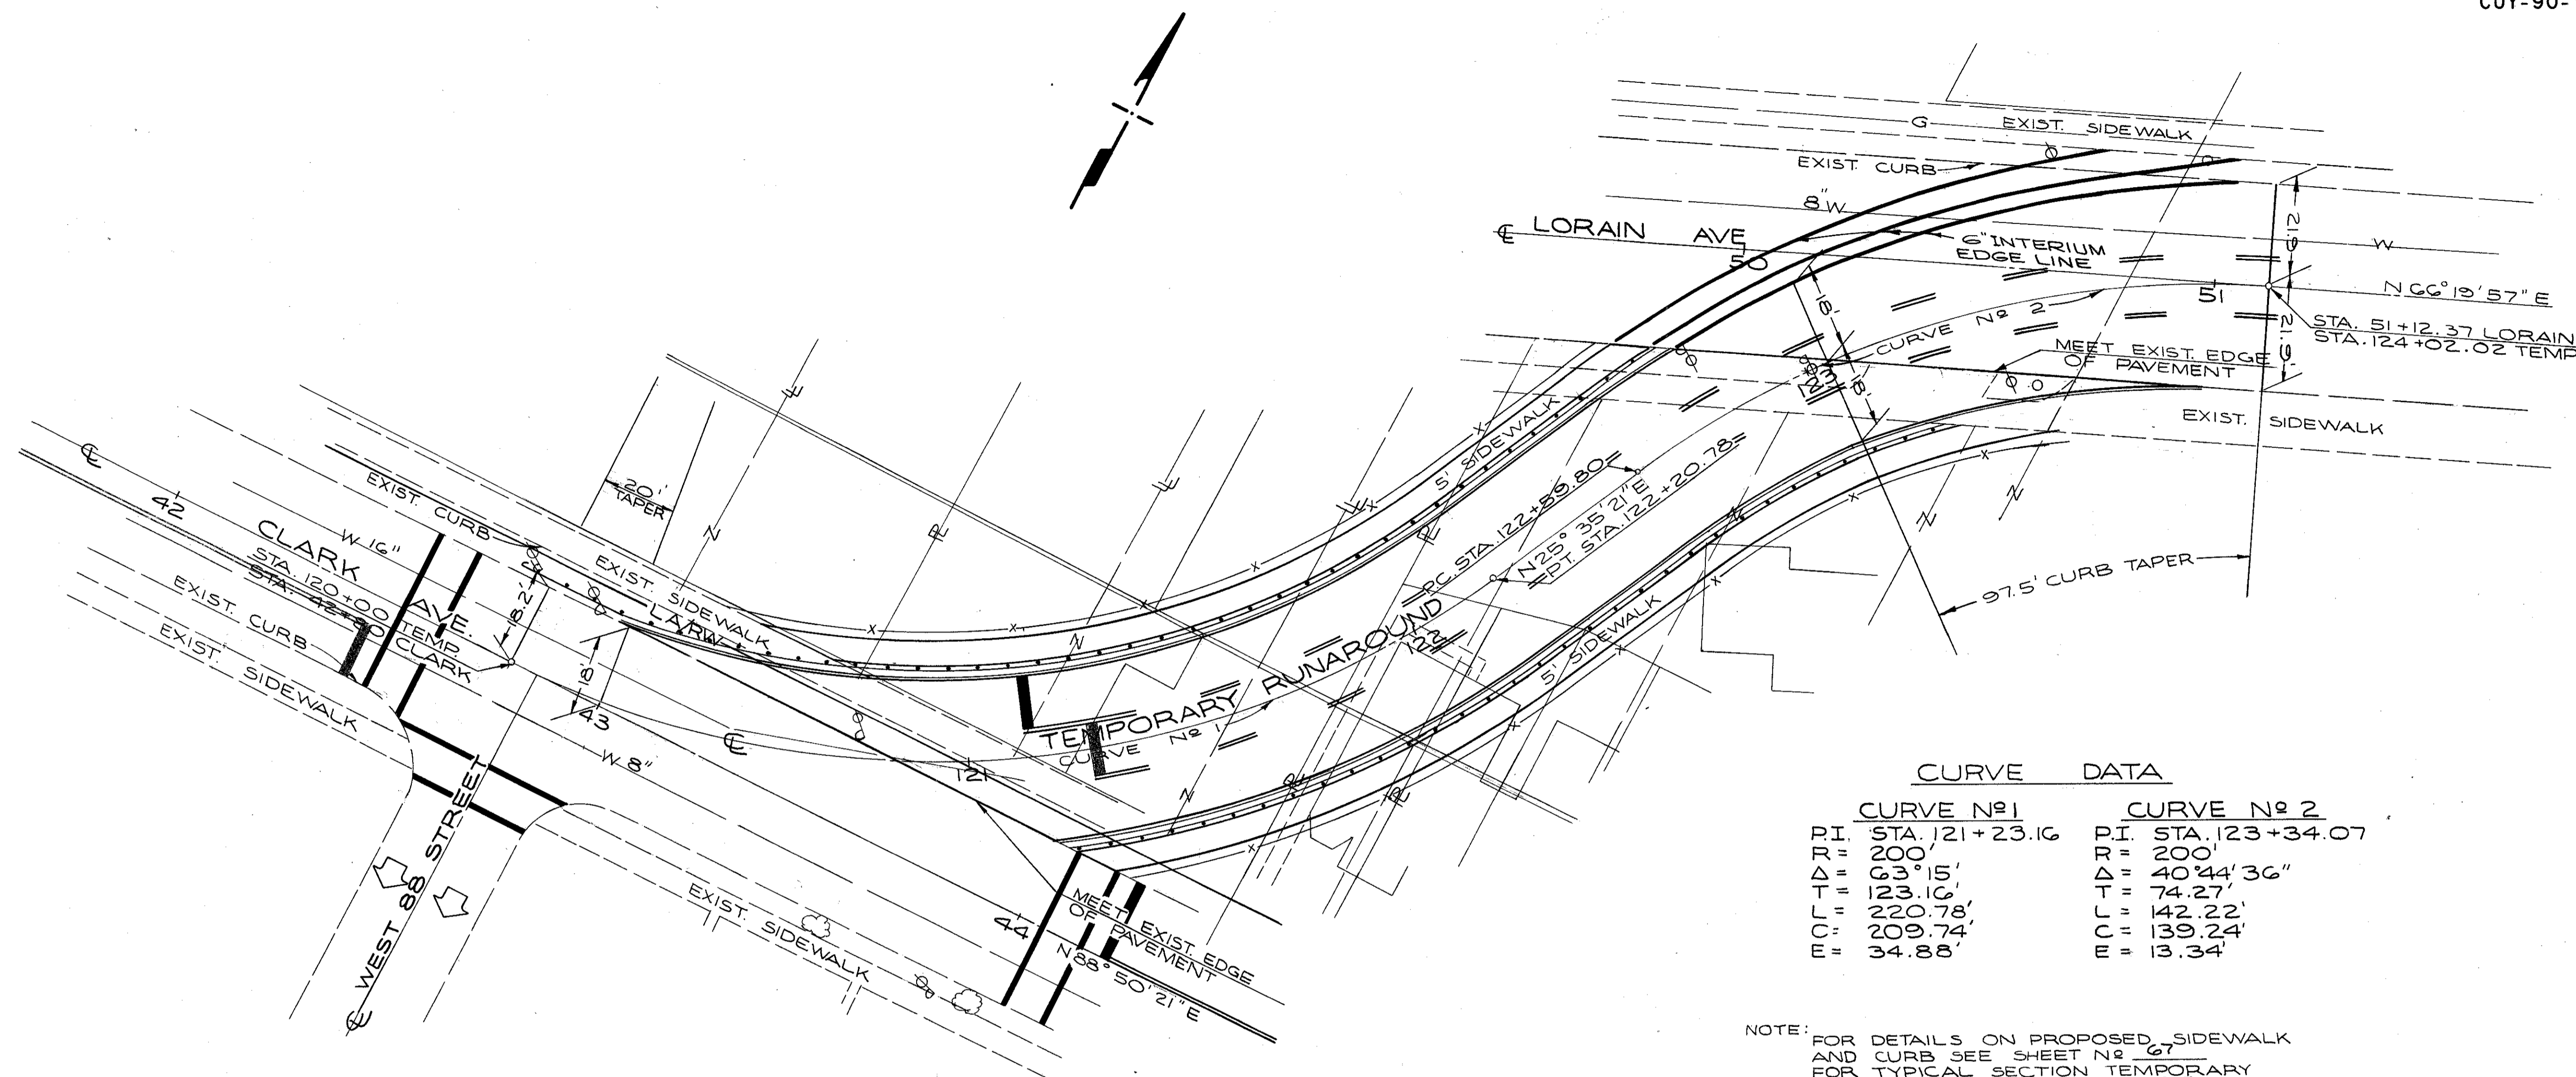 CUY-90-
G
EXIST. SIDEWALK
EXIST. CURB
8" W
21.9'
℄ LORAIN AVE
50
6" INTERIUM
EDGE LINE
W
51
N 66° 19' 57" E
18'
CURVE Nº 2
STA. 51+12.37 LORAIN
STA. 124+02.02 TEMP
21.9'
MEET EXIST. EDGE
OF PAVEMENT
18'
EXIST. SIDEWALK
℄
42
CLARK
AVE.
W 16"
EXIST. CURB
20'
TAPER
STA. 120+00 TEMP
STA. 42+80 CLARK
18.2'
EXIST. SIDEWALK
L.A.R/W
EXIST. CURB
EXIST. SIDEWALK
18'
43
W 8"
℄
121
5' SIDEWALK
P.C. STA. 122+59.80
N 25° 35' 21" E
P.T. STA. 122+20.78
97.5' CURB TAPER
TEMPORARY RUNAROUND
CURVE Nº 1
122
5' SIDEWALK
℄ WEST 88 STREET
EXIST. SIDEWALK
44
MEET EXIST. EDGE
OF PAVEMENT
N 88° 50' 21" E
CURVE DATA
CURVE Nº 1
P.I. STA. 121+23.16
R = 200'
Δ = 63° 15'
T = 123.16'
L = 220.78'
C = 209.74'
E = 34.88'
CURVE Nº 2
P.I. STA. 123+34.07
R = 200'
Δ = 40° 44' 36"
T = 74.27'
L = 142.22'
C = 139.24'
E = 13.34'
NOTE:
FOR DETAILS ON PROPOSED SIDEWALK
AND CURB SEE SHEET Nº 67
FOR TYPICAL SECTION TEMPORARY